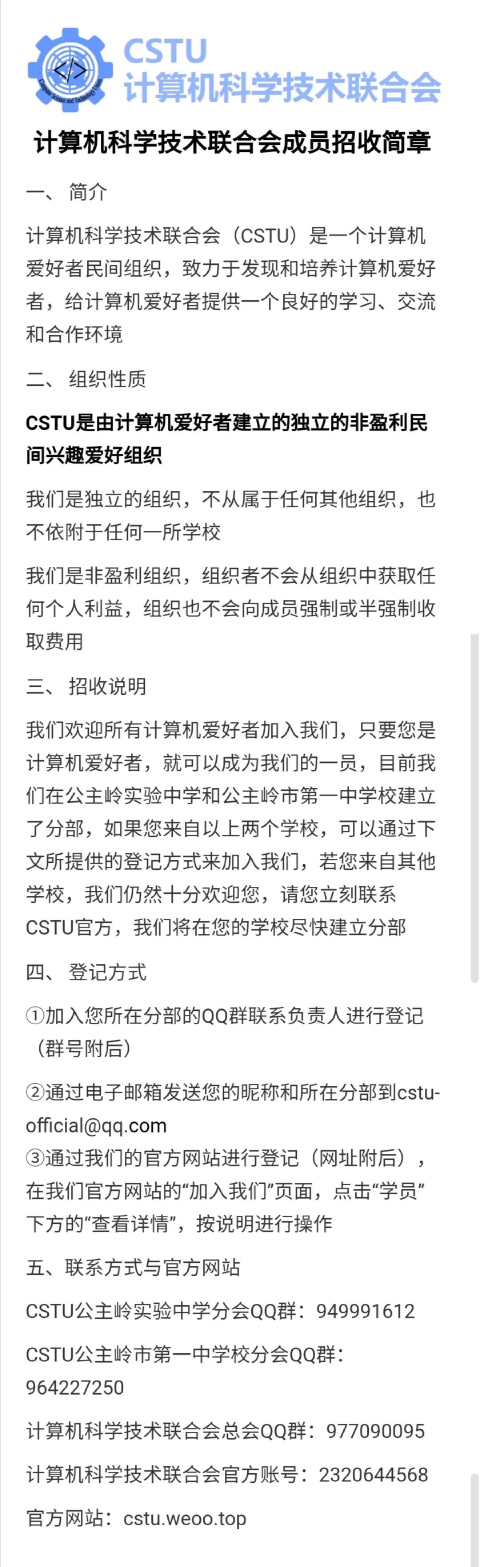 CSTU
计算机科学技术联合会
计算机科学技术联合会成员招收简章
一、 简介
计算机科学技术联合会（CSTU）是一个计算机
爱好者民间组织，致力于发现和培养计算机爱好
者，给计算机爱好者提供一个良好的学习、交流
和合作环境
二、 组织性质
CSTU是由计算机爱好者建立的独立的非盈利民
间兴趣爱好组织
我们是独立的组织，不从属于任何其他组织，也
不依附于任何一所学校
我们是非盈利组织，组织者不会从组织中获取任
何个人利益，组织也不会向成员强制或半强制收
取费用
三、 招收说明
我们欢迎所有计算机爱好者加入我们，只要您是
计算机爱好者，就可以成为我们的一员，目前我
们在公主岭实验中学和公主岭市第一中学校建立
了分部，如果您来自以上两个学校，可以通过下
文所提供的登记方式来加入我们，若您来自其他
学校，我们仍然十分欢迎您，请您立刻联系
CSTU官方，我们将在您的学校尽快建立分部
四、 登记方式
①加入您所在分部的QQ群联系负责人进行登记
（群号附后）
②通过电子邮箱发送您的昵称和所在分部到cstu-
official@qq.com
③通过我们的官方网站进行登记（网址附后），
在我们官方网站的“加入我们”页面，点击“学员”
下方的“查看详情”，按说明进行操作
五、联系方式与官方网站
CSTU公主岭实验中学分会QQ群：949991612
CSTU公主岭市第一中学校分会QQ群：
964227250
计算机科学技术联合会总会QQ群：977090095
计算机科学技术联合会官方账号：2320644568
官方网站：cstu.weoo.top